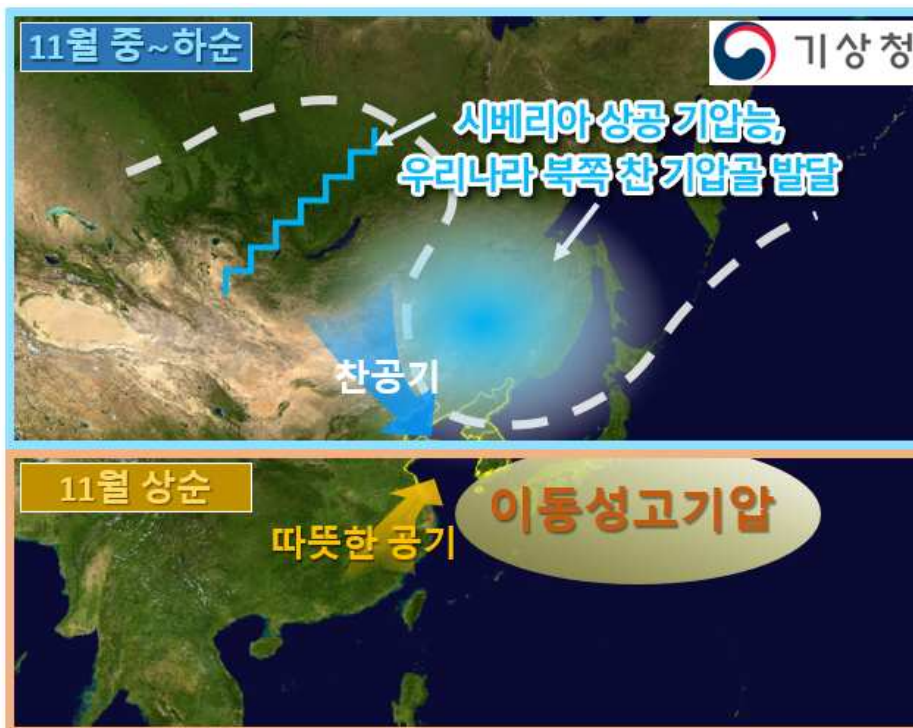 11월 중~하순
기상청
시베리아 상공 기압능,
우리나라 북쪽 찬 기압골 발달
찬공기
11월 상순
이동성고기압
따뜻한 공기